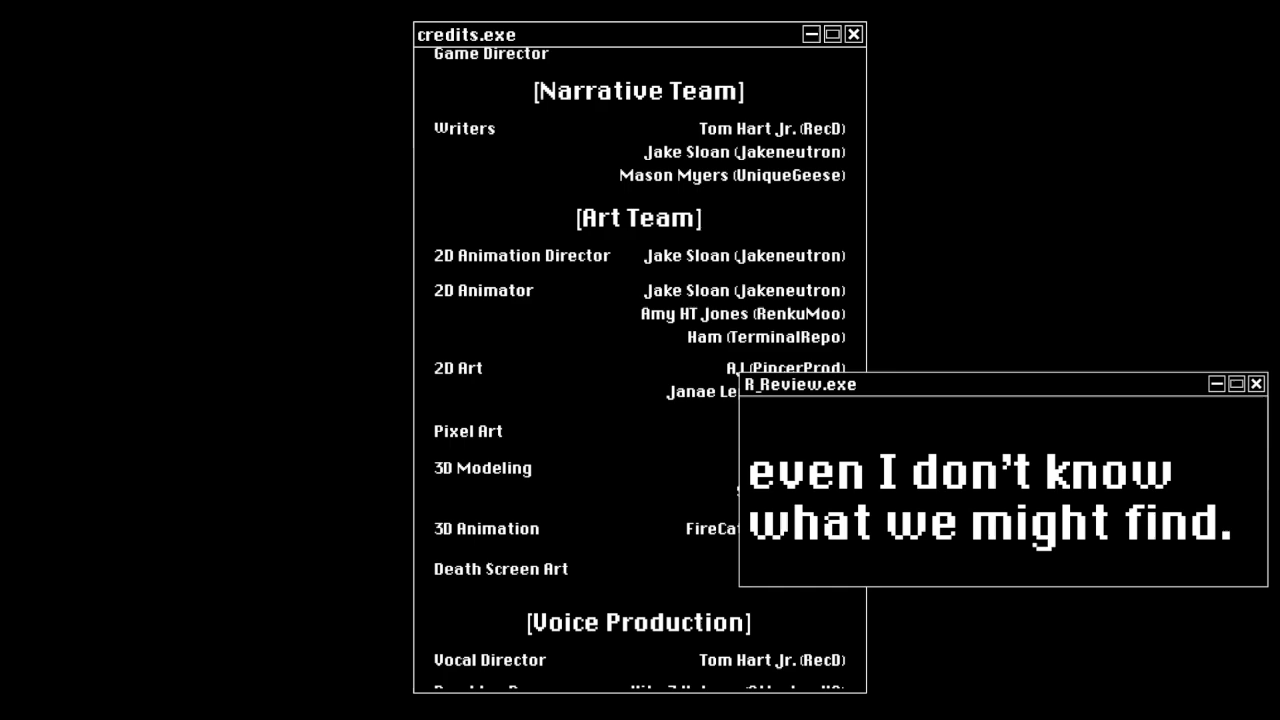 credits.exe
Game Director
[Narrative Team]
Writers Tom Hart Jr. (RecD)
Jake Sloan (Jakeneutron)
Mason Myers (UniqueGeese)
[Art Team]
2D Animation Director Jake Sloan (Jakeneutron)
2D Animator Jake Sloan (Jakeneutron)
Amy HT Jones (RenkuMoo)
Ham (TerminalRepo)
2D Art AJ (PincerProd)
Janae
R_Review.exe
Pixel Art
3D Modeling
even I don't know
what we might find.
3D Animation
Death Screen Art
[Voice Production]
Vocal Director Tom Hart Jr. (RecD)